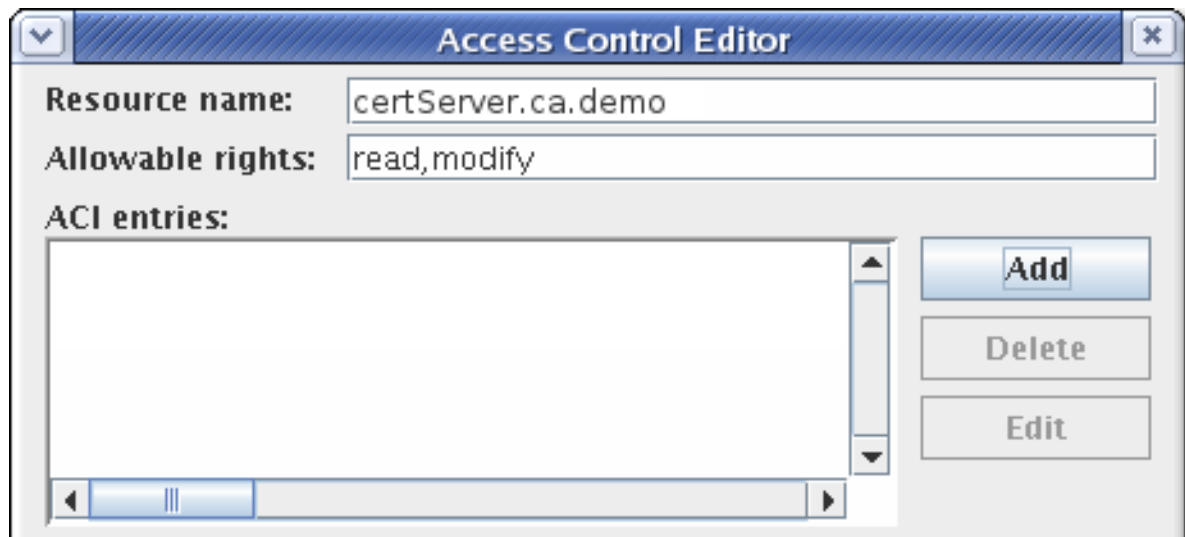 Access Control Editor
Resource name: certServer.ca.demo
Allowable rights: read,modify
ACI entries:
Add
Delete
Edit